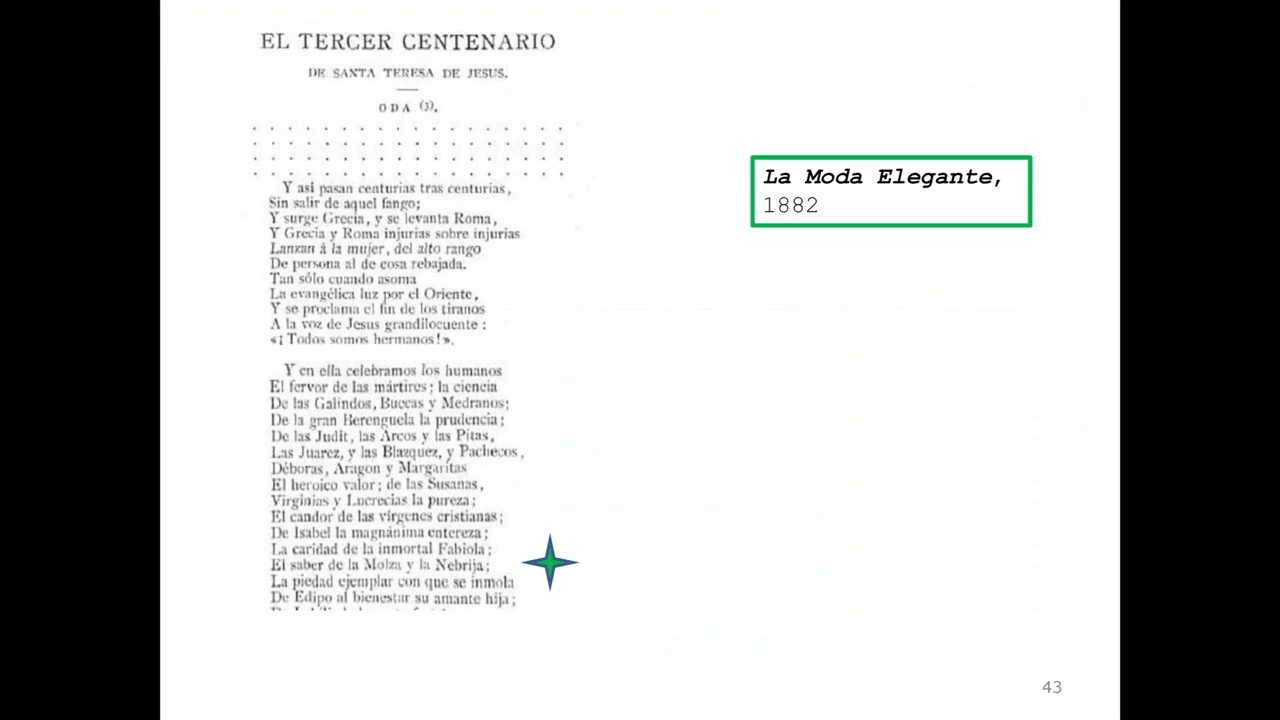 EL TERCER CENTENARIO
DE SANTA TERESA DE JESUS.
ODA (3).
Y así pasan centurias tras centurias,
Sin salir de aquel fango;
Y surge Grecia, y se levanta Roma,
Y Grecia y Roma injurias sobre injurias
Lanzan á la mujer, del alto rango
De persona al de cosa rebajada.
Tan sólo cuando asoma
La evangélica luz por el Oriente,
Y se proclama el fin de los tiranos
A la voz de Jesus grandilocuente :
«¡Todos somos hermanos!».
Y en ella celebramos los humanos
El fervor de las mártires; la ciencia
De las Galindos, Buccas y Medranos;
De la gran Berenguela la prudencia;
De las Judit, las Arcos y las Pitas,
Las Juarez, y las Blazquez, y Pachecos,
Déboras, Aragon y Margaritas
El heroico valor; de las Susanas,
Virginias y Lucrecias la pureza;
El candor de las vírgenes cristianas;
De Isabel la magnánima entereza;
La caridad de la inmortal Fabiola;
El saber de la Molza y la Nebrija;
La piedad ejemplar con que se inmola
De Edipo al bienestar su amante hija;
La Moda Elegante,
1882
43